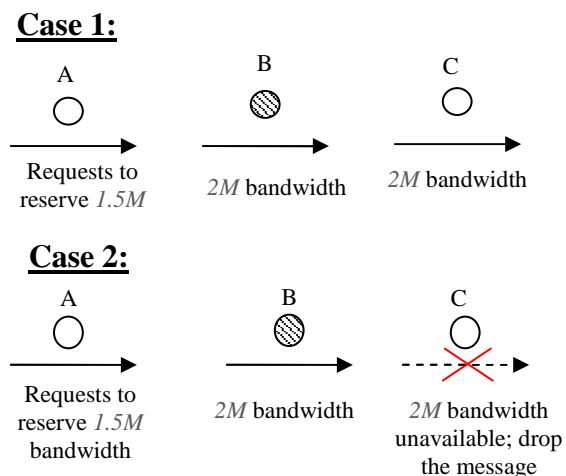 Case 1:
A
B
C
Requests to
reserve 1.5M
2M bandwidth
2M bandwidth
Case 2:
A
B
C
Requests to
reserve 1.5M
bandwidth
2M bandwidth
2M bandwidth
unavailable; drop
the message